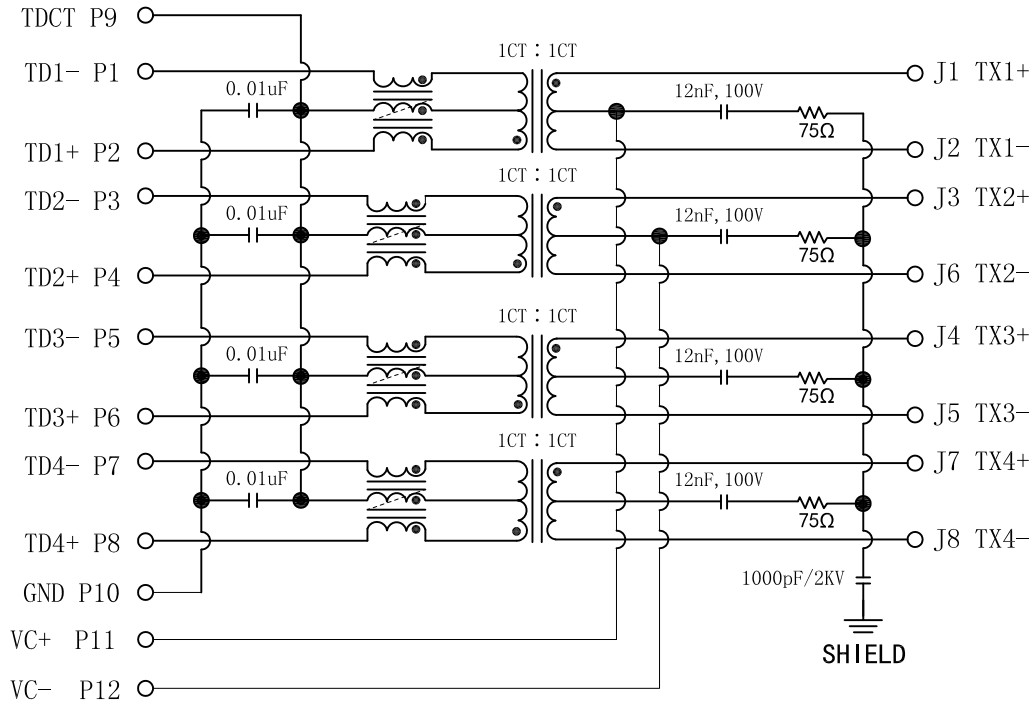 TDCT P9
1CT：1CT
TD1- P1
J1 TX1+
0.01uF
12nF,100V
75Ω
TD1+ P2
J2 TX1-
1CT：1CT
TD2- P3
J3 TX2+
0.01uF
12nF,100V
75Ω
TD2+ P4
J6 TX2-
1CT：1CT
TD3- P5
J4 TX3+
0.01uF
12nF,100V
75Ω
TD3+ P6
J5 TX3-
1CT：1CT
TD4- P7
J7 TX4+
0.01uF
12nF,100V
75Ω
TD4+ P8
J8 TX4-
1000pF/2KV
GND P10
VC+ P11
SHIELD
VC- P12